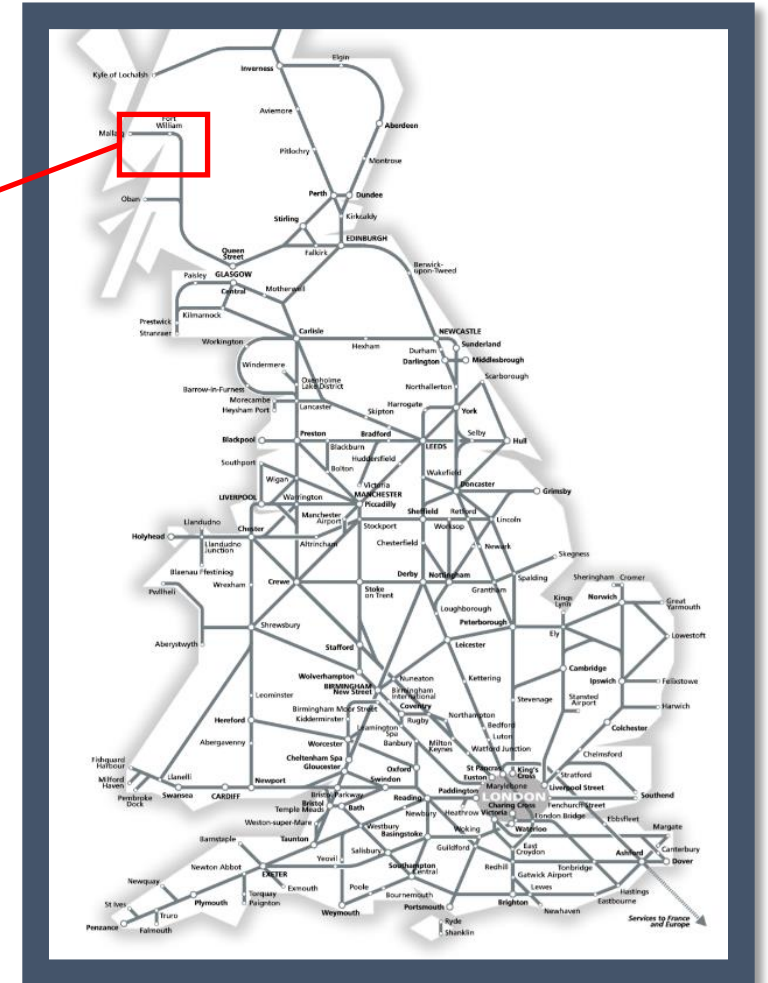 Elgin
Inverness
Kyle of Lochalsh
Aviemore
Fort
William
Mallaig
Aberdeen
Pitlochry
Montrose
Perth
Dundee
Oban
Stirling
Kirkcaldy
EDINBURGH
Queen
Street
Falkirk
Berwick-
upon-Tweed
Paisley
GLASGOW
Central
Motherwell
Prestwick
Kilmarnock
Stranraer
Carlisle
NEWCASTLE
Workington
Hexham
Sunderland
Durham
Darlington
Middlesbrough
Windermere
Oxenholme
Lake District
Scarborough
Barrow-in-Furness
Northallerton
Morecambe
Heysham Port
Lancaster
Harrogate
York
Skipton
Blackpool
Preston
Bradford
Selby
Hull
Blackburn
LEEDS
Huddersfield
Southport
Bolton
Wakefield
Wigan
Victoria
Doncaster
MANCHESTER
Piccadilly
Grimsby
LIVERPOOL
Warrington
Manchester
Airport
Sheffield
Retford
Llandudno
Stockport
Worksop
Lincoln
Holyhead
Chester
Llandudno
Junction
Altrincham
Chesterfield
Newark
Skegness
Blaenau Ffestiniog
Pwllheli
Wrexham
Crewe
Stoke
on Trent
Derby
Nottingham
Grantham
Spalding
Sheringham
Cromer
Kings
Lynn
Norwich
Great
Yarmouth
Loughborough
Peterborough
Shrewsbury
Ely
Lowestoft
Aberystwyth
Stafford
Leicester
Wolverhampton
Nuneaton
Cambridge
BIRMINGHAM
New Street
Birmingham
International
Kettering
Ipswich
Felixstowe
Leominster
Stevenage
Stansted
Airport
Harwich
Birmingham Moor Street
Coventry
Kidderminster
Rugby
Northampton
Hereford
Leamington
Spa
Bedford
Colchester
Abergavenny
Worcester
Banbury
Milton
Keynes
Luton
Watford Junction
Chelmsford
Cheltenham Spa
Gloucester
Fishguard
Harbour
Oxford
St Pancras
King's
Cross
Euston
Stratford
Milford
Haven
Llanelli
Newport
Swindon
Marylebone
Liverpool Street
Pembroke
Dock
Swansea
CARDIFF
Bristol Parkway
Paddington
LONDON
Southend
Bristol
Temple Meads
Bath
Reading
Charing Cross
Fenchurch Street
Newbury
Heathrow
Victoria
London Bridge
Ebbsfleet
Weston-super-Mare
Westbury
Basingstoke
Woking
Waterloo
Margate
Barnstaple
Taunton
Salisbury
Guildford
East
Croydon
Canterbury
Ashford
Dover
Newton Abbot
Yeovil
Southampton
Central
Redhill
Tonbridge
Gatwick Airport
Newquay
EXETER
Exmouth
Poole
Lewes
Hastings
Torquay
Paignton
Bournemouth
Eastbourne
St Ives
Plymouth
Weymouth
Portsmouth
Brighton
Newhaven
Truro
Penzance
Falmouth
Ryde
Shanklin
Services to France
and Europe